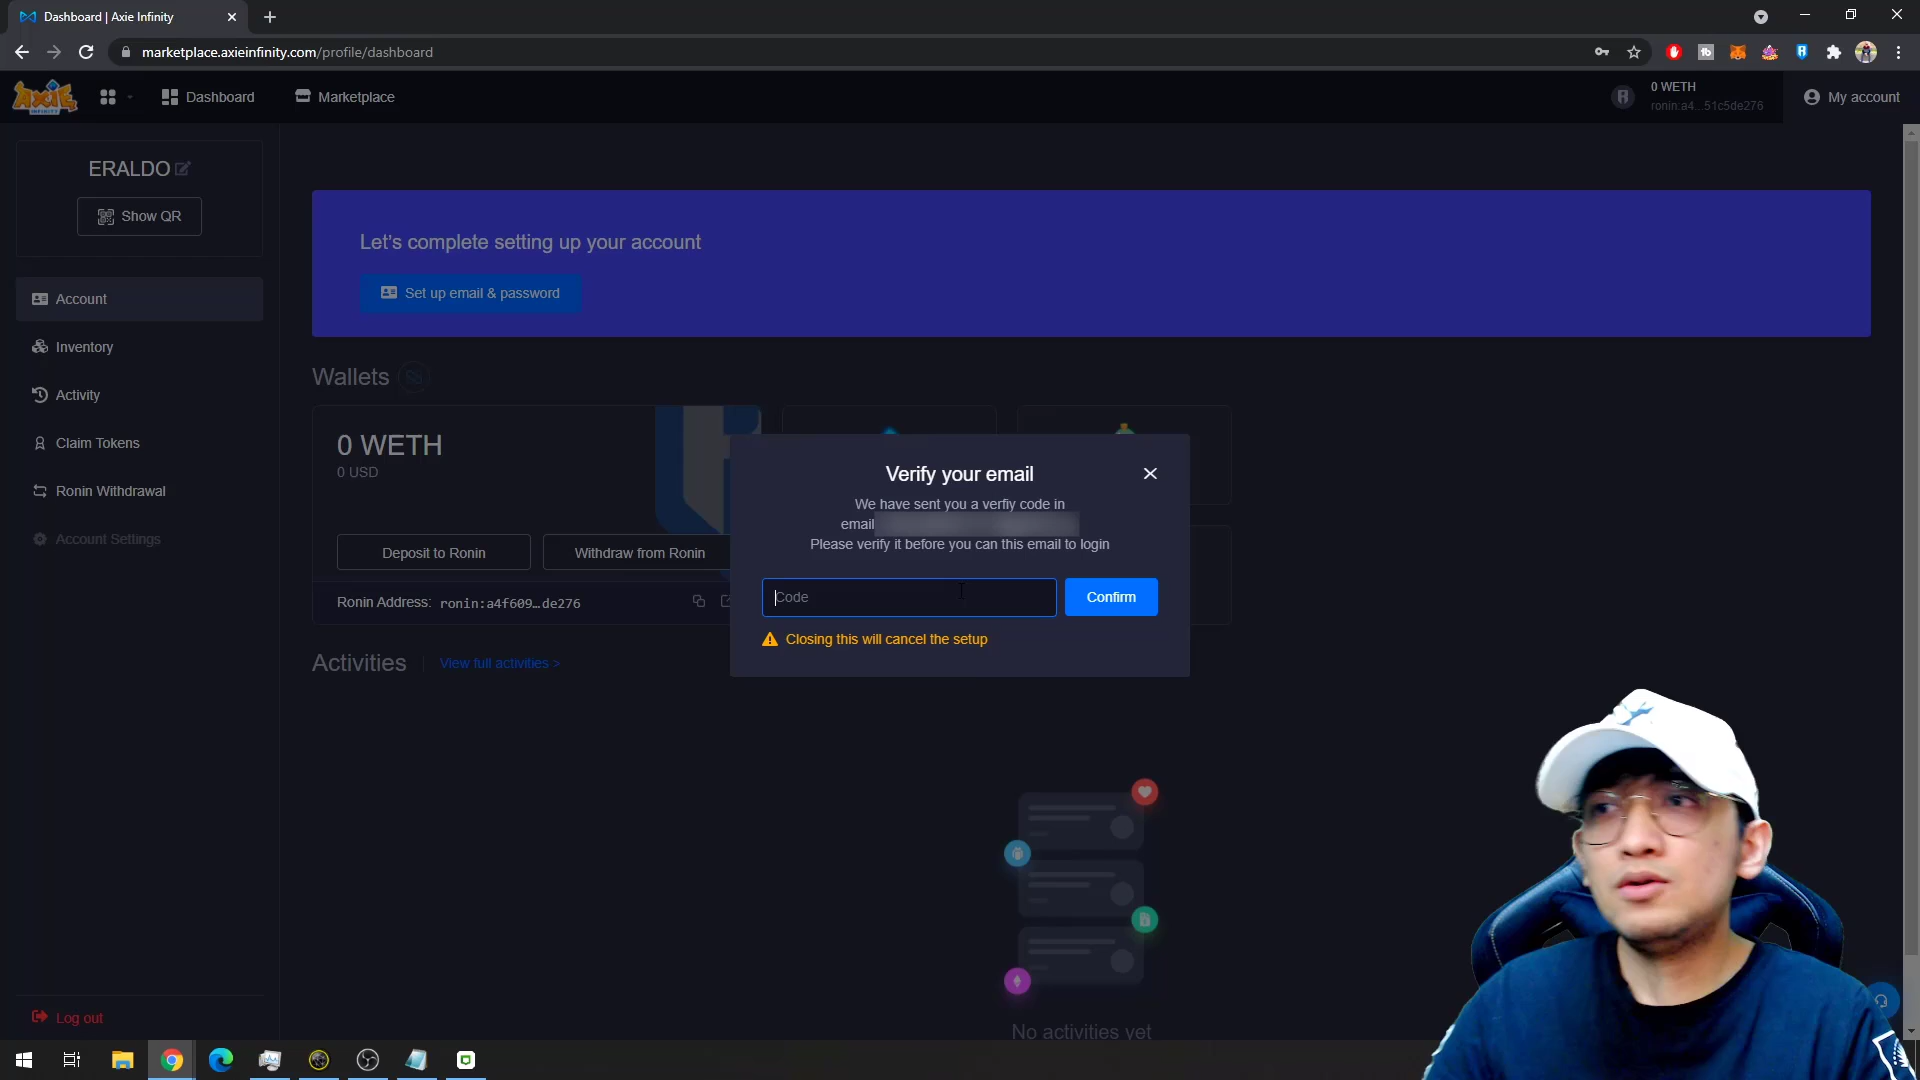 Dashboard | Axie Infinity
marketplace.axieinfinity.com/profile/dashboard
AXIE
INFINITY
Dashboard
Marketplace
0 WETH
ronin:a4...51c5de276
My account
ERALDO
Show QR
Account
Inventory
Activity
Claim Tokens
Ronin Withdrawal
Account Settings
Log out
Let's complete setting up your account
Set up email & password
Wallets
0 WETH
0 USD
Deposit to Ronin
Withdraw from Ronin
Ronin Address: ronin:a4f609…de276
Activities
View full activities >
Verify your email
We have sent you a verfiy code in
email
Please verify it before you can this email to login
Code
Confirm
Closing this will cancel the setup
No activities yet